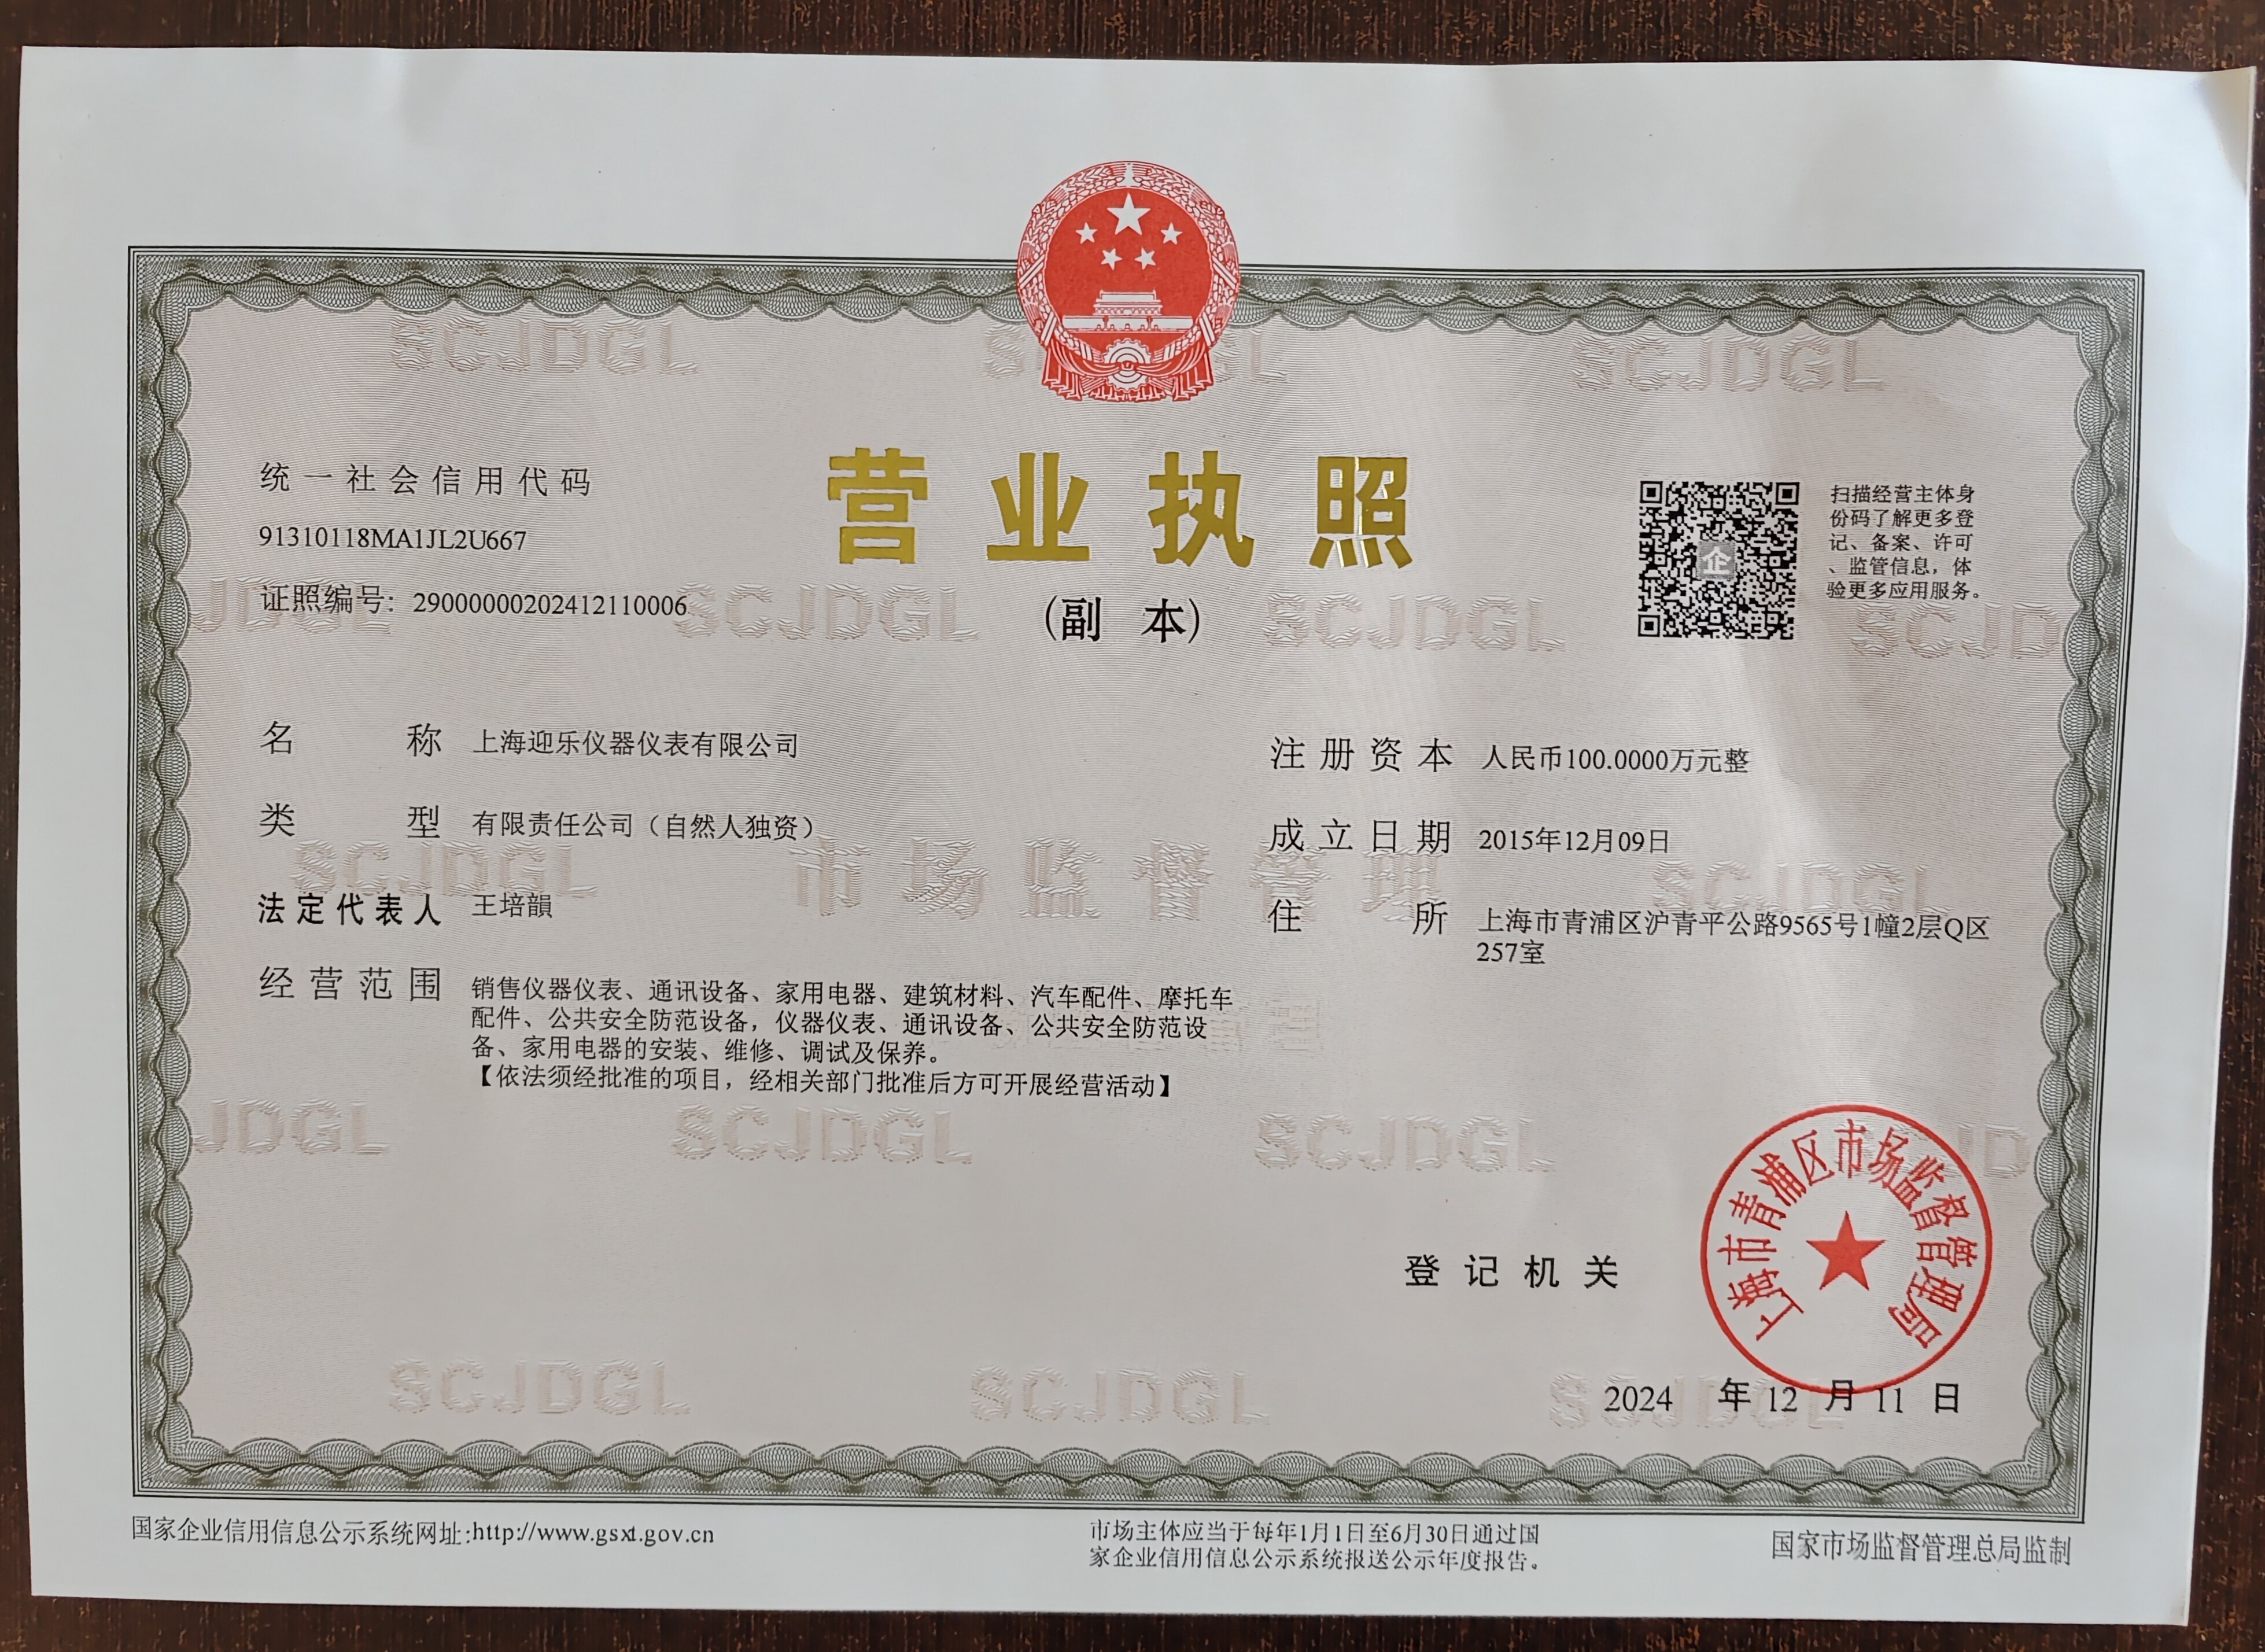 统一社会信用代码
91310118MA1JL2U667
证照编号：29000000202412110006
营业执照
(副 本)
企
扫描经营主体身
份码了解更多登
记、备案、许可
、监管信息，体
验更多应用服务。
名 称 上海迎乐仪器仪表有限公司
类 型 有限责任公司（自然人独资）
法定代表人 王培韻
经营范围 销售仪器仪表、通讯设备、家用电器、建筑材料、汽车配件、摩托车
配件、公共安全防范设备，仪器仪表、通讯设备、公共安全防范设
备、家用电器的安装、维修、调试及保养。
【依法须经批准的项目，经相关部门批准后方可开展经营活动】
注册资本 人民币100.0000万元整
成立日期 2015年12月09日
住 所 上海市青浦区沪青平公路9565号1幢2层Q区
257室
SCJDGL
市场监督管理
登记机关
上海市青浦区市场监督管理局
2024 年 12 月 11 日
国家企业信用信息公示系统网址:http://www.gsxt.gov.cn
市场主体应当于每年1月1日至6月30日通过国
家企业信用信息公示系统报送公示年度报告。
国家市场监督管理总局监制